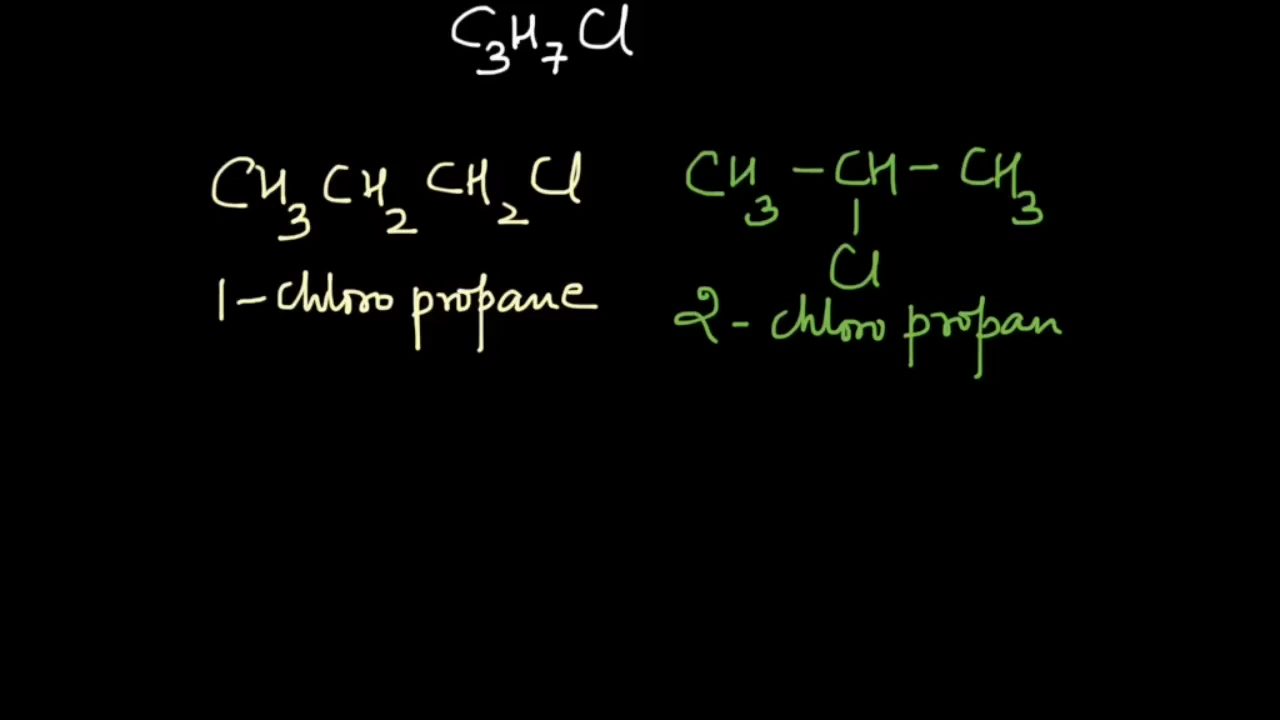 C3H7Cl
CH3CH2CH2Cl
1-chloro propane
CH3-CH-CH3
|
Cl
2-chloro propan